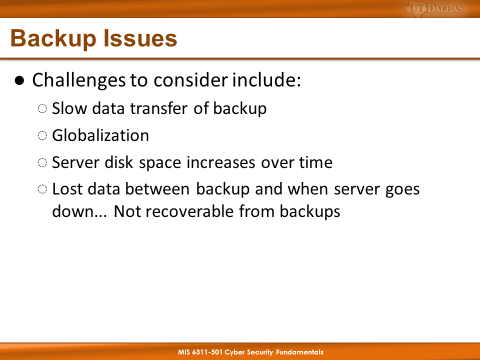 UT DALLAS
Backup Issues
● Challenges to consider include:
◌ Slow data transfer of backup
◌ Globalization
◌ Server disk space increases over time
◌ Lost data between backup and when server goes
down... Not recoverable from backups
MIS 6311-501 Cyber Security Fundamentals